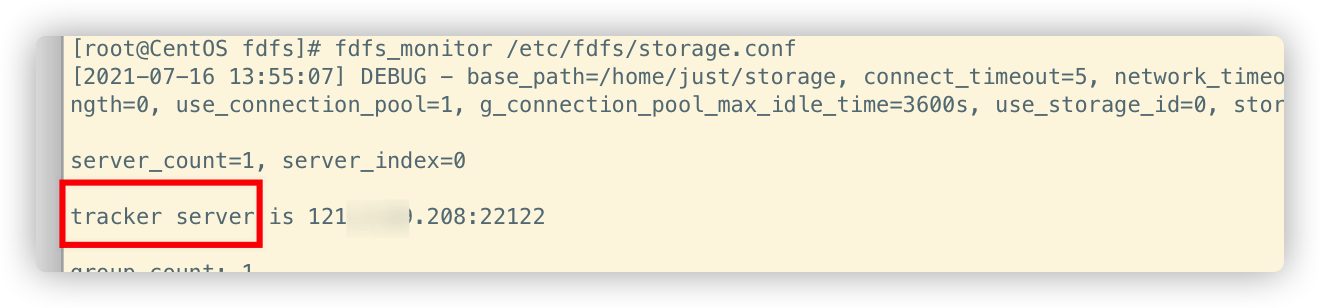 [root@CentOS fdfs]# fdfs_monitor /etc/fdfs/storage.conf
[2021-07-16 13:55:07] DEBUG - base_path=/home/just/storage, connect_timeout=5, network_timeo
ngth=0, use_connection_pool=1, g_connection_pool_max_idle_time=3600s, use_storage_id=0, stor
server_count=1, server_index=0
tracker server is 121 .208:22122
group count: 1